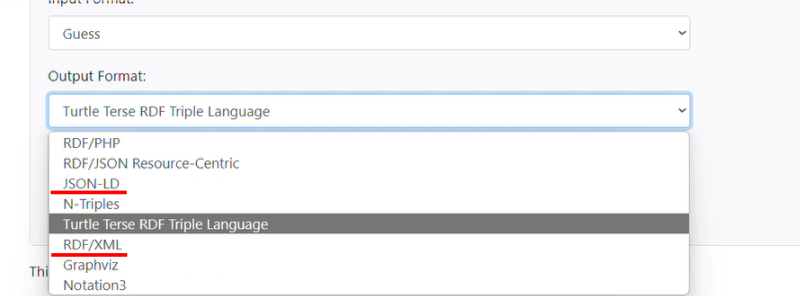 Input Format:
Guess
Output Format:
Turtle Terse RDF Triple Language
RDF/PHP
RDF/JSON Resource-Centric
JSON-LD
N-Triples
Turtle Terse RDF Triple Language
RDF/XML
Graphviz
Notation3